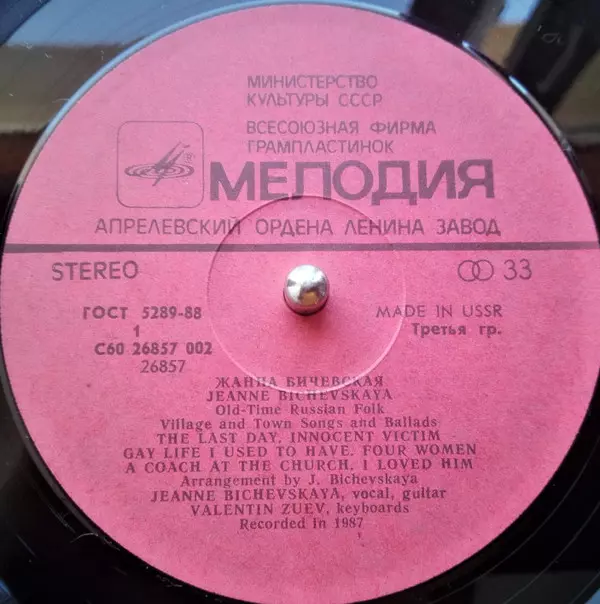 МИНИСТЕРСТВО
КУЛЬТУРЫ СССР
ВСЕСОЮЗНАЯ ФИРМА
ГРАМПЛАСТИНОК
МЕЛОДИЯ
АПРЕЛЕВСКИЙ ОРДЕНА ЛЕНИНА ЗАВОД
STEREO
33
ГОСТ 5289-88
MADE IN USSR
1
Третья гр.
С60 26857 002
26857
ЖАННА БИЧЕВСКАЯ
JEANNE BICHEVSKAYA
Old-Time Russian Folk
Village and Town Songs and Ballads
THE LAST DAY, INNOCENT VICTIM
GAY LIFE I USED TO HAVE. FOUR WOMEN
A COACH AT THE CHURCH. I LOVED HIM
Arrangement by J. Bichevskaya
JEANNE BICHEVSKAYA, vocal, guitar
VALENTIN ZUEV, keyboards
Recorded in 1987